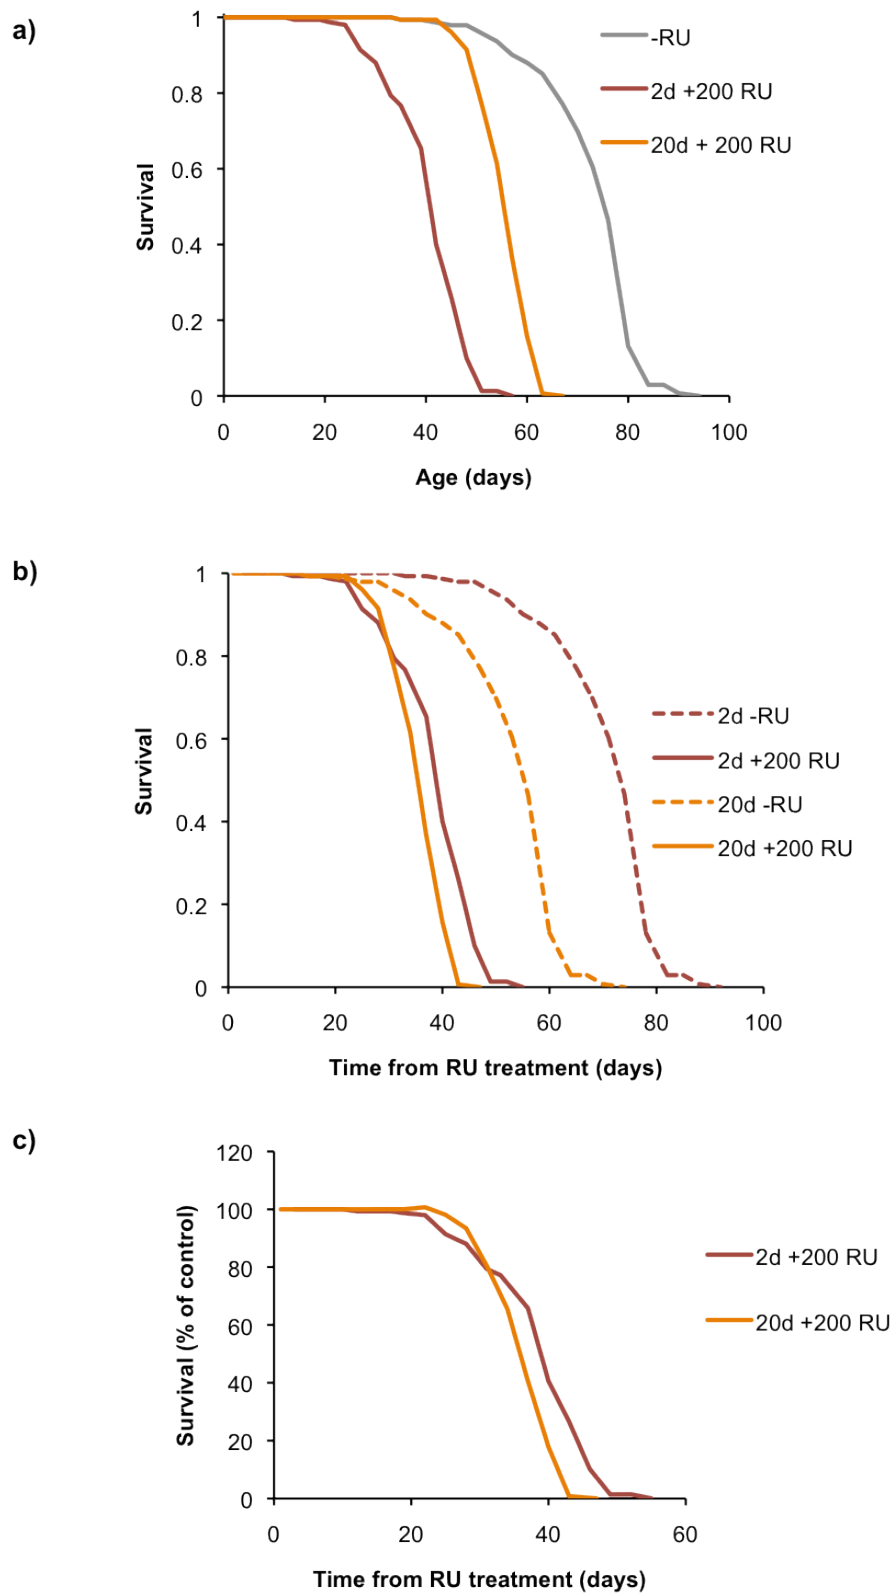 a)
1
0.8
0.6
0.4
0.2
0
Survival
0 20 40 60 80 100
Age (days)
-RU
2d +200 RU
20d + 200 RU
b)
1
0.8
0.6
0.4
0.2
0
Survival
0 20 40 60 80 100
Time from RU treatment (days)
2d -RU
2d +200 RU
20d -RU
20d +200 RU
c)
120
100
80
60
40
20
0
Survival (% of control)
0 20 40 60
Time from RU treatment (days)
2d +200 RU
20d +200 RU